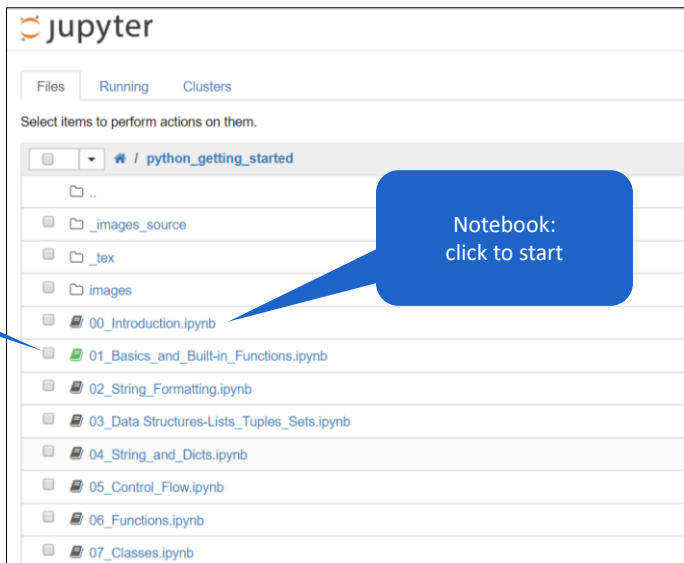 jupyter
Files Running Clusters
Select items to perform actions on them.
/ python_getting_started
..
_images_source
_tex
images
Notebook:
click to start
00_Introduction.ipynb
01_Basics_and_Built-in_Functions.ipynb
02_String_Formatting.ipynb
03_Data Structures-Lists_Tuples_Sets.ipynb
04_String_and_Dicts.ipynb
05_Control_Flow.ipynb
06_Functions.ipynb
07_Classes.ipynb